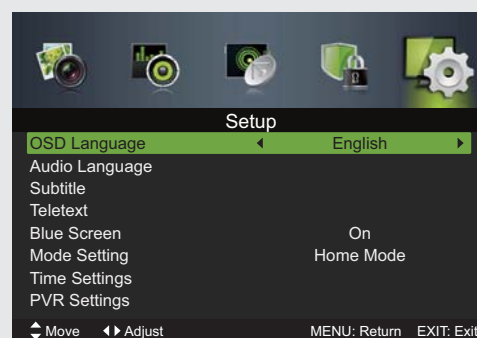 Setup
OSD Language English
Audio Language
Subtitle
Teletext
Blue Screen On
Mode Setting Home Mode
Time Settings
PVR Settings
Move Adjust MENU: Return EXIT: Exit